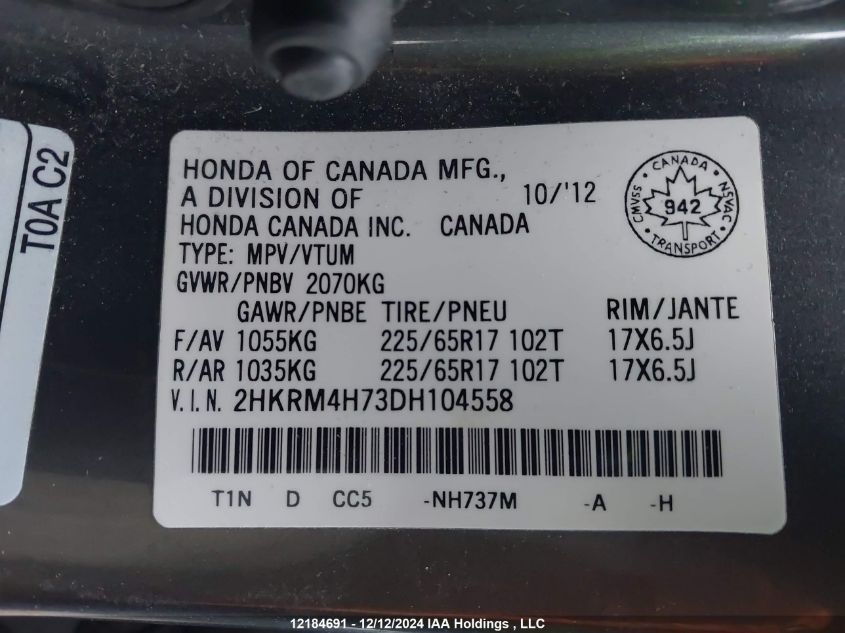 T0A C2
HONDA OF CANADA MFG.,
A DIVISION OF 10/'12
HONDA CANADA INC. CANADA
TYPE: MPV/VTUM
GVWR/PNBV 2070KG
GAWR/PNBE TIRE/PNEU RIM/JANTE
F/AV 1055KG 225/65R17 102T 17X6.5J
R/AR 1035KG 225/65R17 102T 17X6.5J
V.I.N. 2HKRM4H73DH104558
T1N D CC5 -NH737M -A -H
CANADA
CMVSS 942 NSVAC
TRANSPORT
12184691 - 12/12/2024 IAA Holdings , LLC